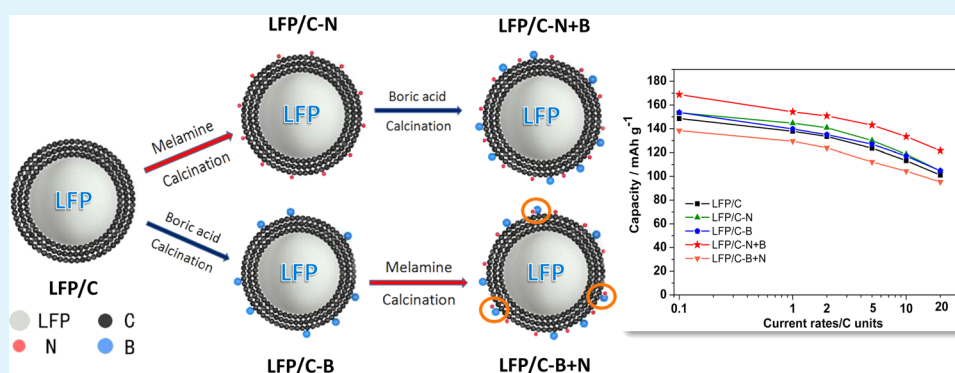 LFP/C-N
LFP/C-N+B
LFP
LFP
Boric acid
Calcination
Melamine
Calcination
LFP
LFP/C
Boric acid
Calcination
LFP
LFP
Melamine
Calcination
LFP/C-B
LFP/C-B+N
LFP
C
N
B
180
160
140
120
100
80
60
40
20
0
Capacity / mAh g⁻¹
LFP/C
LFP/C-N
LFP/C-B
LFP/C-N+B
LFP/C-B+N
0.1
1
2
5
10
20
Current rates/C units